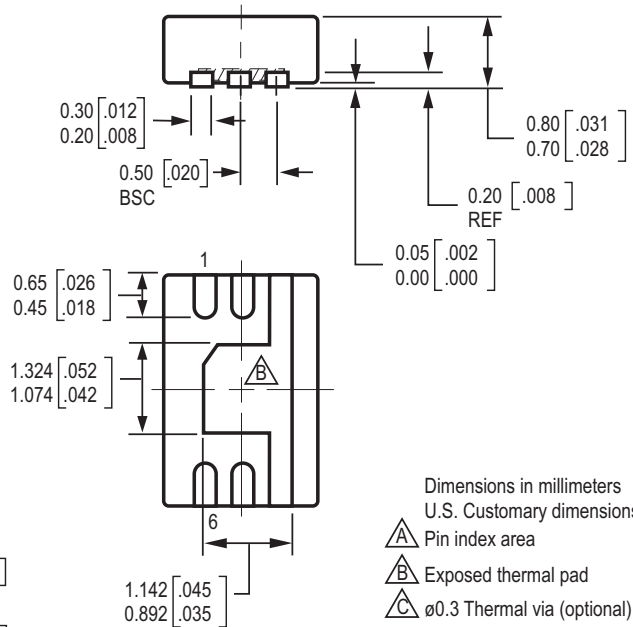 0.30 [.012]
0.20 [.008]
0.50 [.020]
BSC
0.80 [.031]
0.70 [.028]
0.20 [.008]
REF
0.05 [.002]
0.00 [.000]
0.65 [.026]
0.45 [.018]
1
1.324 [.052]
1.074 [.042]
B
6
1.142 [.045]
0.892 [.035]
Dimensions in millimeters
U.S. Customary dimensions
A Pin index area
B Exposed thermal pad
C ø0.3 Thermal via (optional)